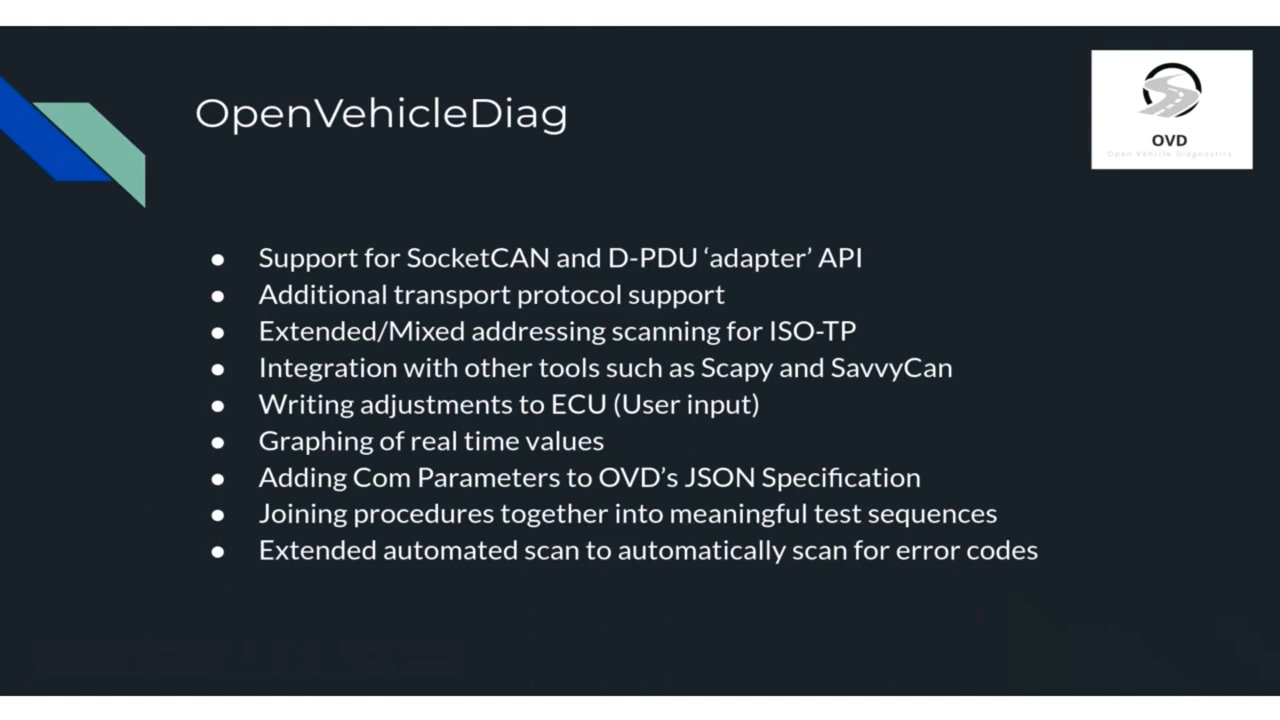 OpenVehicleDiag
OVD
Open Vehicle Diagnostics
● Support for SocketCAN and D-PDU ‘adapter’ API
● Additional transport protocol support
● Extended/Mixed addressing scanning for ISO-TP
● Integration with other tools such as Scapy and SavvyCan
● Writing adjustments to ECU (User input)
● Graphing of real time values
● Adding Com Parameters to OVD’s JSON Specification
● Joining procedures together into meaningful test sequences
● Extended automated scan to automatically scan for error codes